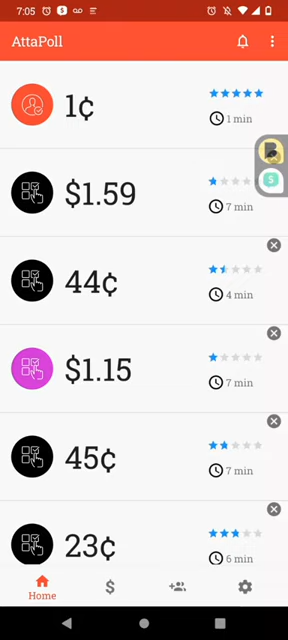 7:05
AttaPoll
1¢
1 min
$1.59
7 min
44¢
4 min
$1.15
7 min
45¢
7 min
23¢
6 min
Home